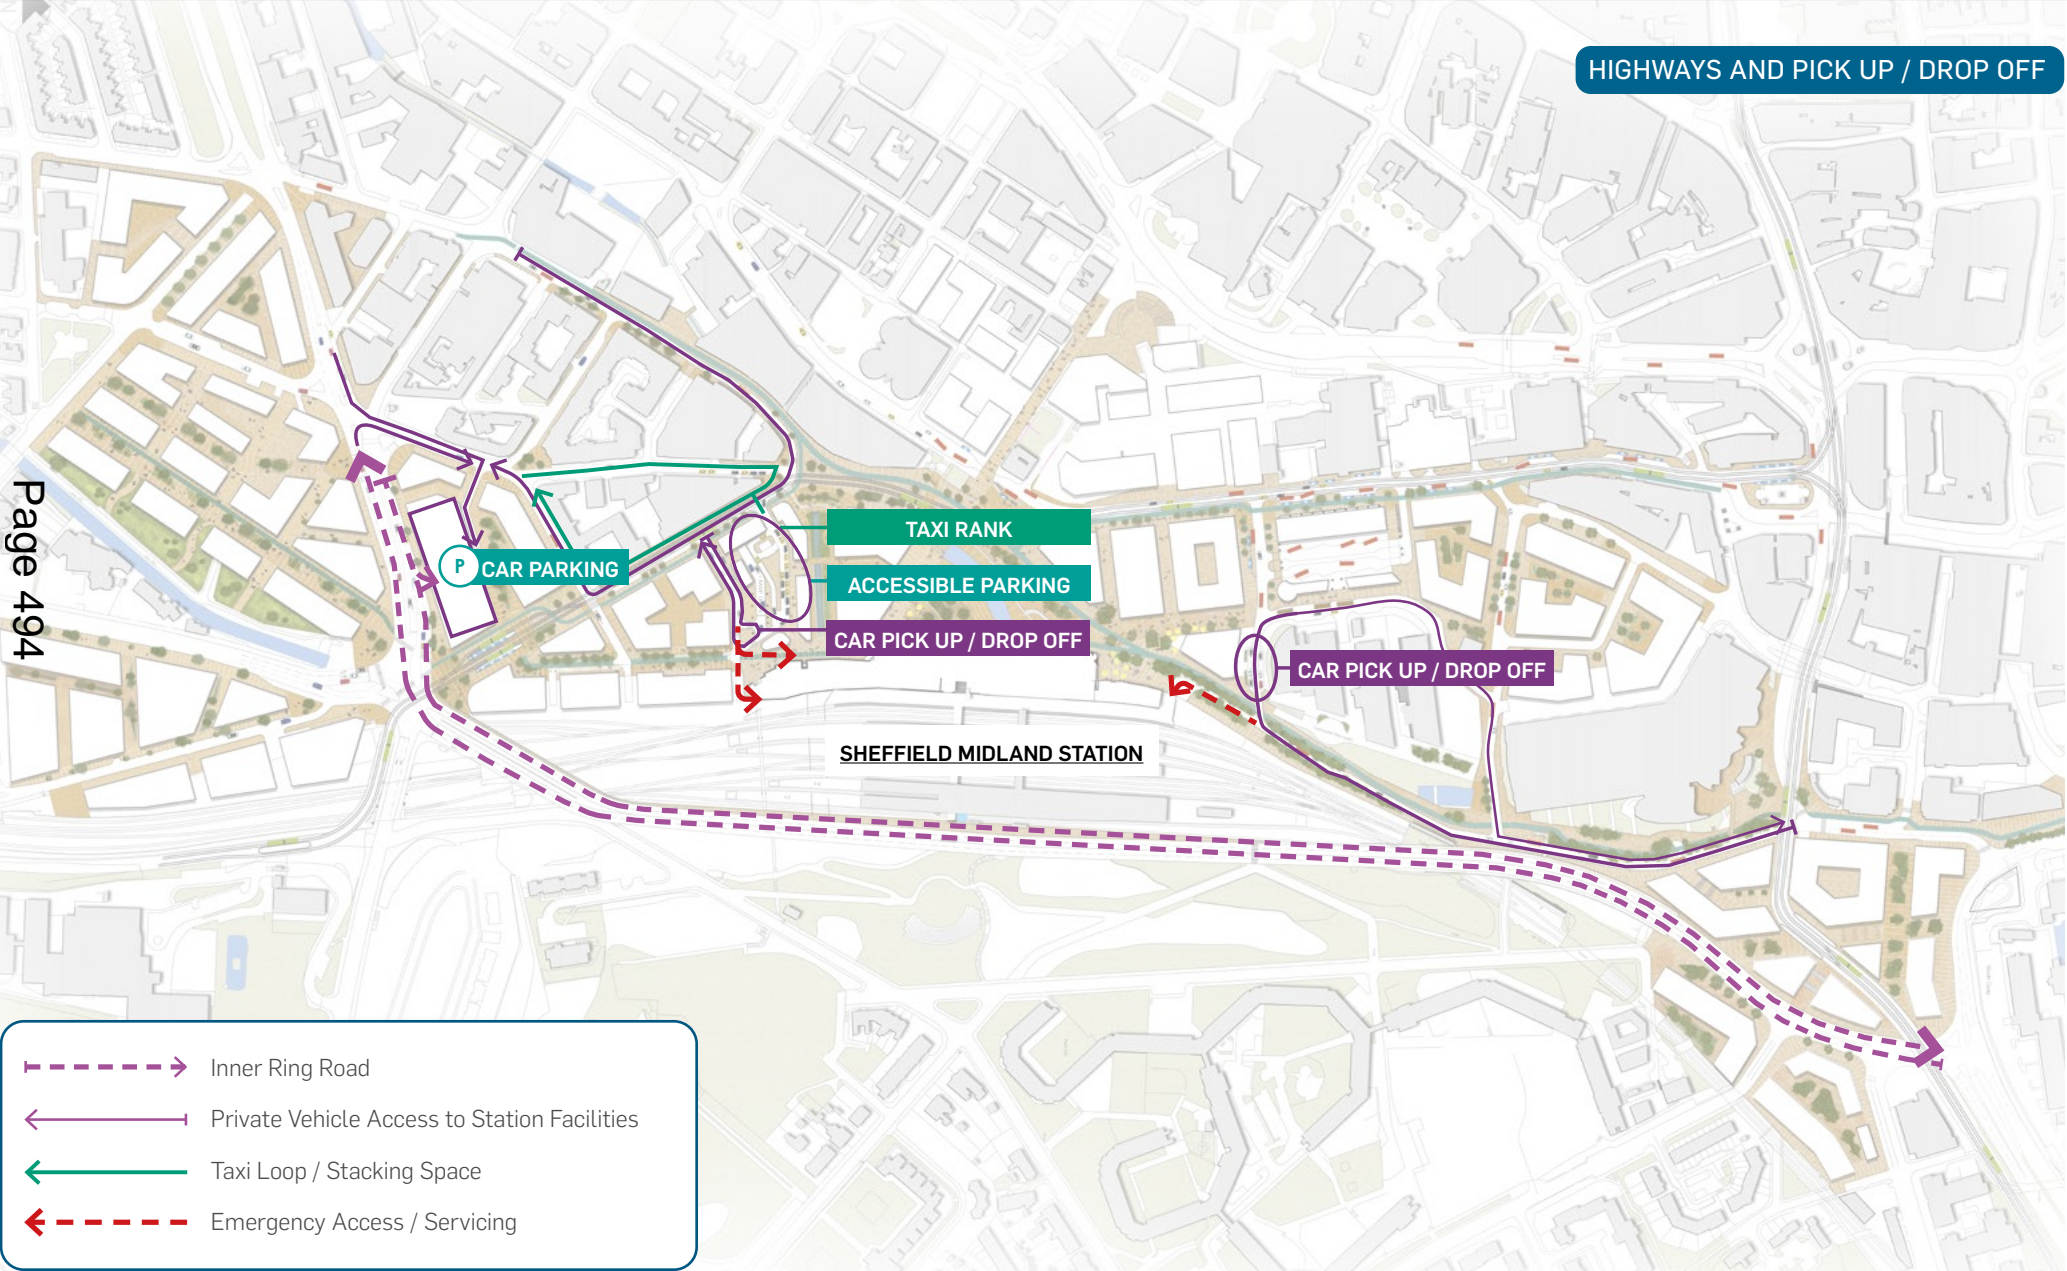 HIGHWAYS AND PICK UP / DROP OFF
Page 494
TAXI RANK
P CAR PARKING
ACCESSIBLE PARKING
CAR PICK UP / DROP OFF
CAR PICK UP / DROP OFF
SHEFFIELD MIDLAND STATION
Inner Ring Road
Private Vehicle Access to Station Facilities
Taxi Loop / Stacking Space
Emergency Access / Servicing